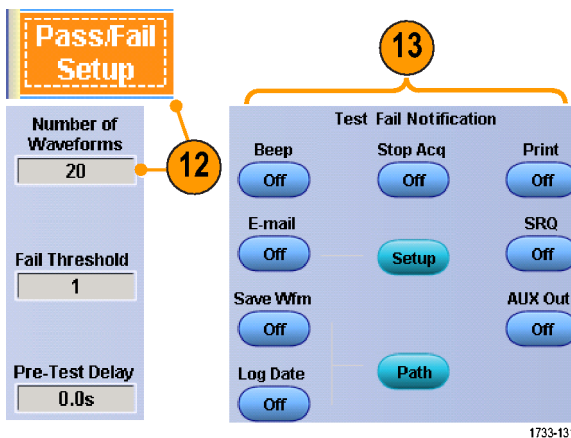 Pass/Fail
Setup
12
Number of
Waveforms
20
Fail Threshold
1
Pre-Test Delay
0.0s
13
Test Fail Notification
Beep
Off
Stop Acq
Off
Print
Off
E-mail
Off
Setup
SRQ
Off
Save Wfm
Off
AUX Out
Off
Log Date
Off
Path
1733-131